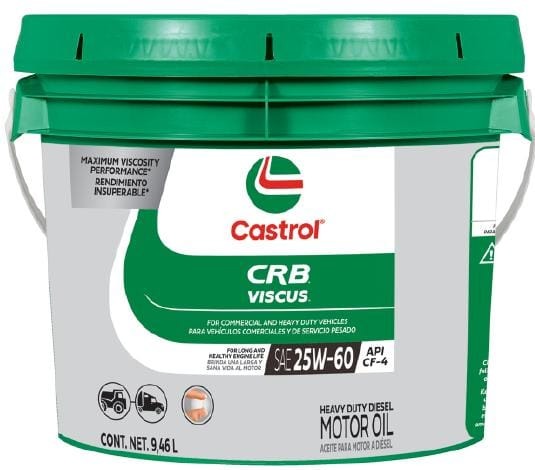 MAXIMUM VISCOSITY
PERFORMANCE*
RENDIMIENTO
INSUPERABLE*
Castrol
CRB
VISCUS
FOR COMMERCIAL AND HEAVY DUTY VEHICLES
PARA VEHÍCULOS COMERCIALES Y DE SERVICIO PESADO
FOR LONG AND
HEALTHY ENGINE LIFE
BRINDA UNA LARGA Y
SANA VIDA AL MOTOR
SAE 25W-60 API
CF-4
HEAVY DUTY DIESEL
MOTOR OIL
ACEITE PARA MOTOR A DIÉSEL
CONT. NET. 9,46 L